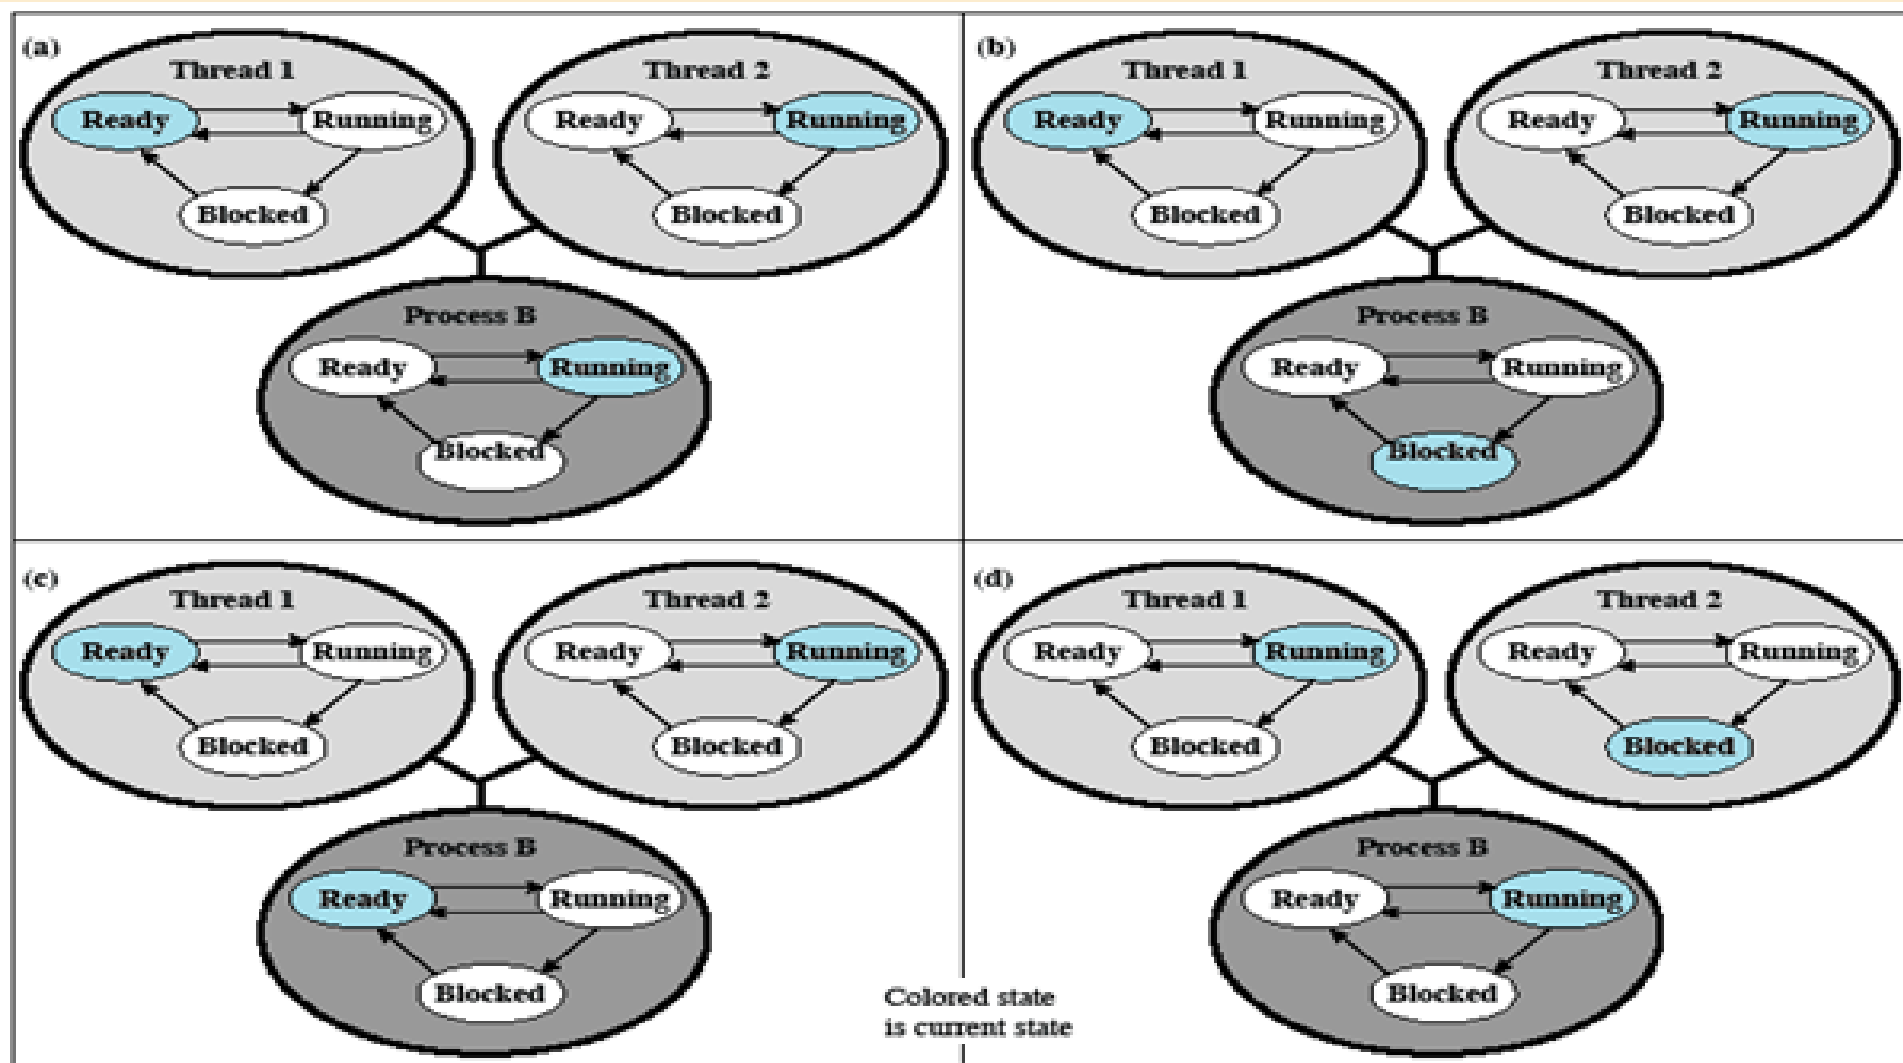 (a)
Thread 1
Ready
Running
Blocked
Thread 2
Ready
Running
Blocked
Process B
Ready
Running
Blocked
(b)
Thread 1
Ready
Running
Blocked
Thread 2
Ready
Running
Blocked
Process B
Ready
Running
Blocked
(c)
Thread 1
Ready
Running
Blocked
Thread 2
Ready
Running
Blocked
Process B
Ready
Running
Blocked
(d)
Thread 1
Ready
Running
Blocked
Thread 2
Ready
Running
Blocked
Process B
Ready
Running
Blocked
Colored state
is current state